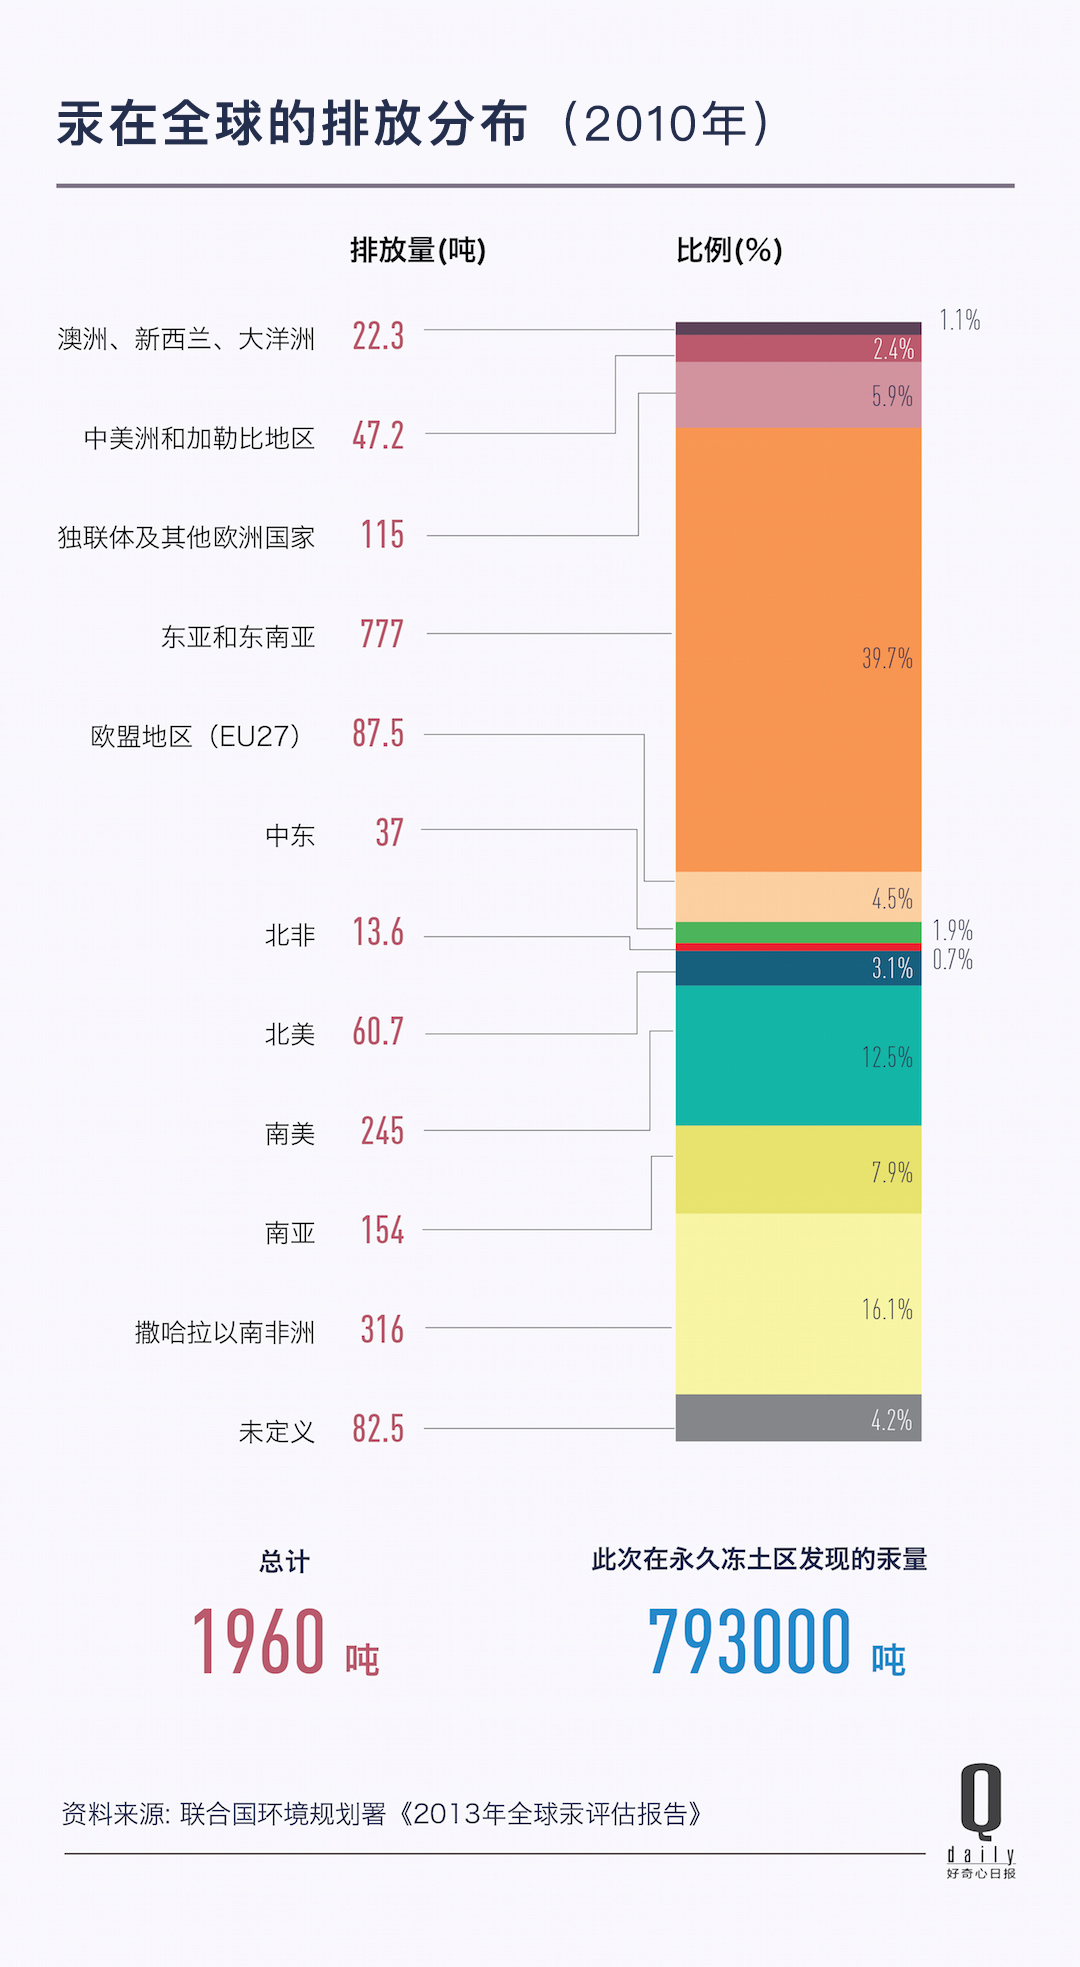 汞在全球的排放分布（2010年）
排放量(吨) 比例(%)
澳洲、新西兰、大洋洲 22.3 1.1%
中美洲和加勒比地区 47.2 2.4%
独联体及其他欧洲国家 115 5.9%
东亚和东南亚 777 39.7%
欧盟地区（EU27） 87.5 4.5%
中东 37 1.9%
北非 13.6 0.7%
北美 60.7 3.1%
南美 245 12.5%
南亚 154 7.9%
撒哈拉以南非洲 316 16.1%
未定义 82.5 4.2%
总计 此次在永久冻土区发现的汞量
1960 吨 793000 吨
资料来源: 联合国环境规划署《2013年全球汞评估报告》
Q
daily
好奇心日报